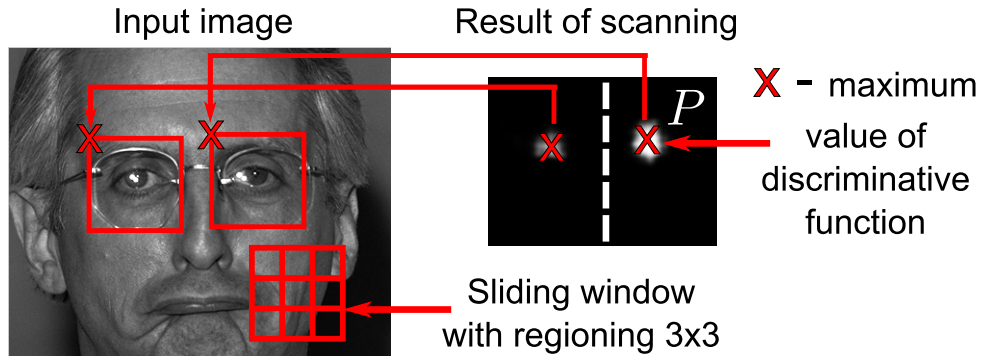 Input image
Result of scanning
P
X - maximum
value of
discriminative
function
X
X
X
X
Sliding window
with regioning 3x3